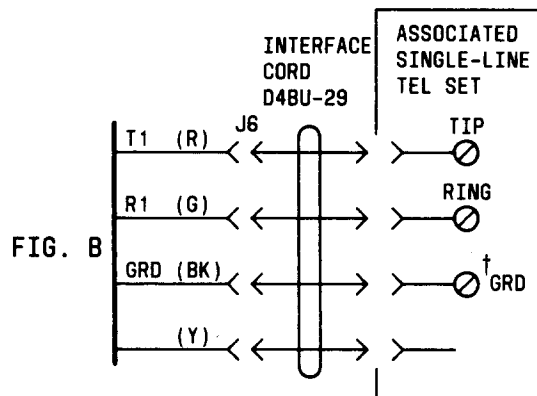 INTERFACE
CORD
D4BU-29
ASSOCIATED
SINGLE-LINE
TEL SET
J6
T1 (R)
TIP
R1 (G)
RING
FIG. B
GRD (BK)
† GRD
(Y)